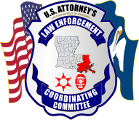 U.S. ATTORNEY'S
LAW ENFORCEMENT
COORDINATING
COMMITTEE